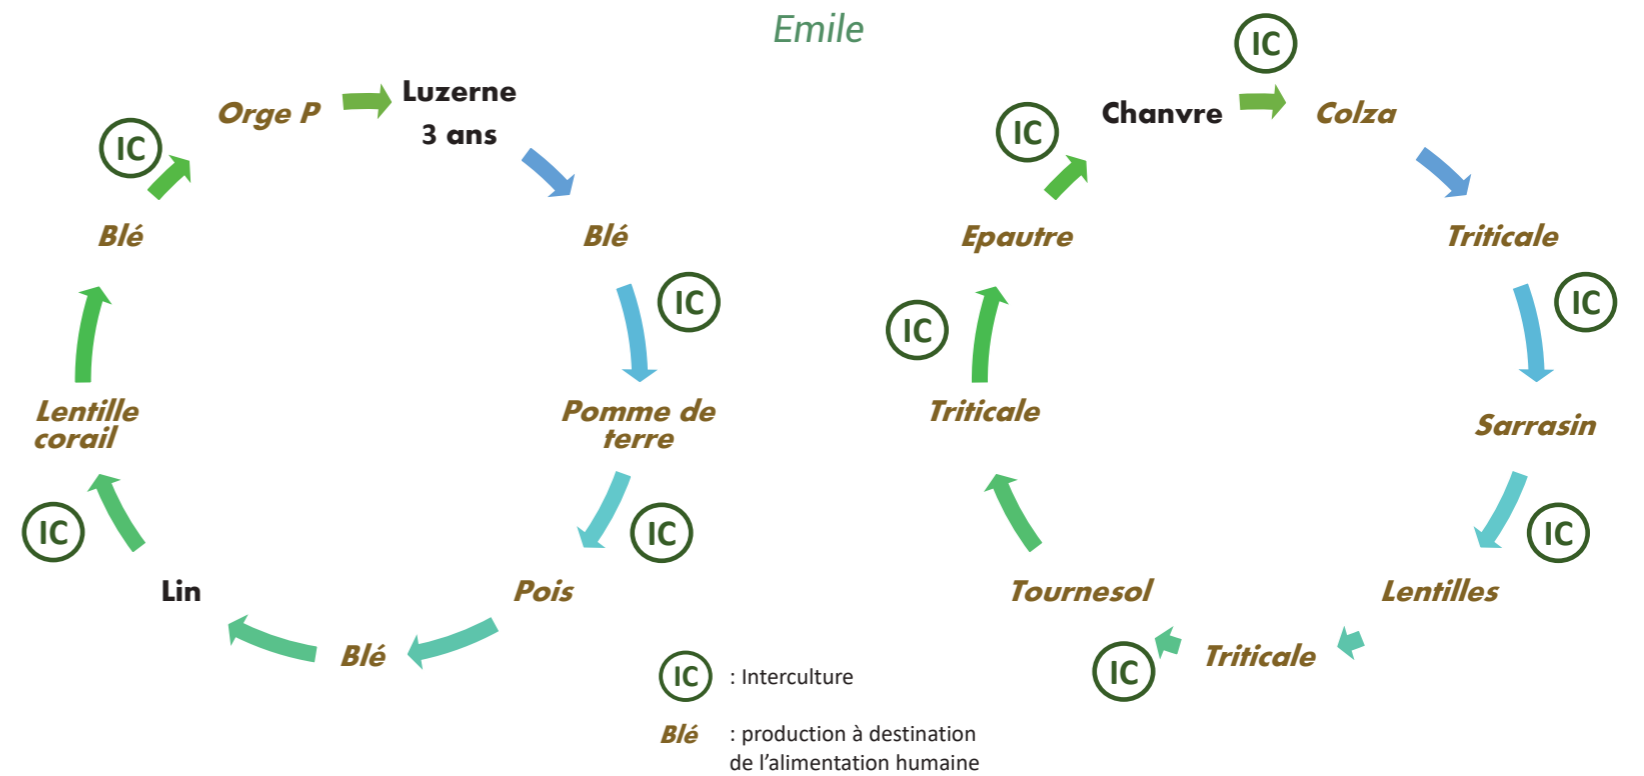 Emile
Orge P
Luzerne
3 ans
IC
Blé
Blé
IC
Lentille
corail
Pomme de
terre
IC
IC
Lin
Pois
Blé
IC
Chanvre
Colza
IC
Epautre
Triticale
IC
IC
Triticale
Sarrasin
IC
Tournesol
Lentilles
Triticale
IC
IC : Interculture
Blé : production à destination
de l’alimentation humaine